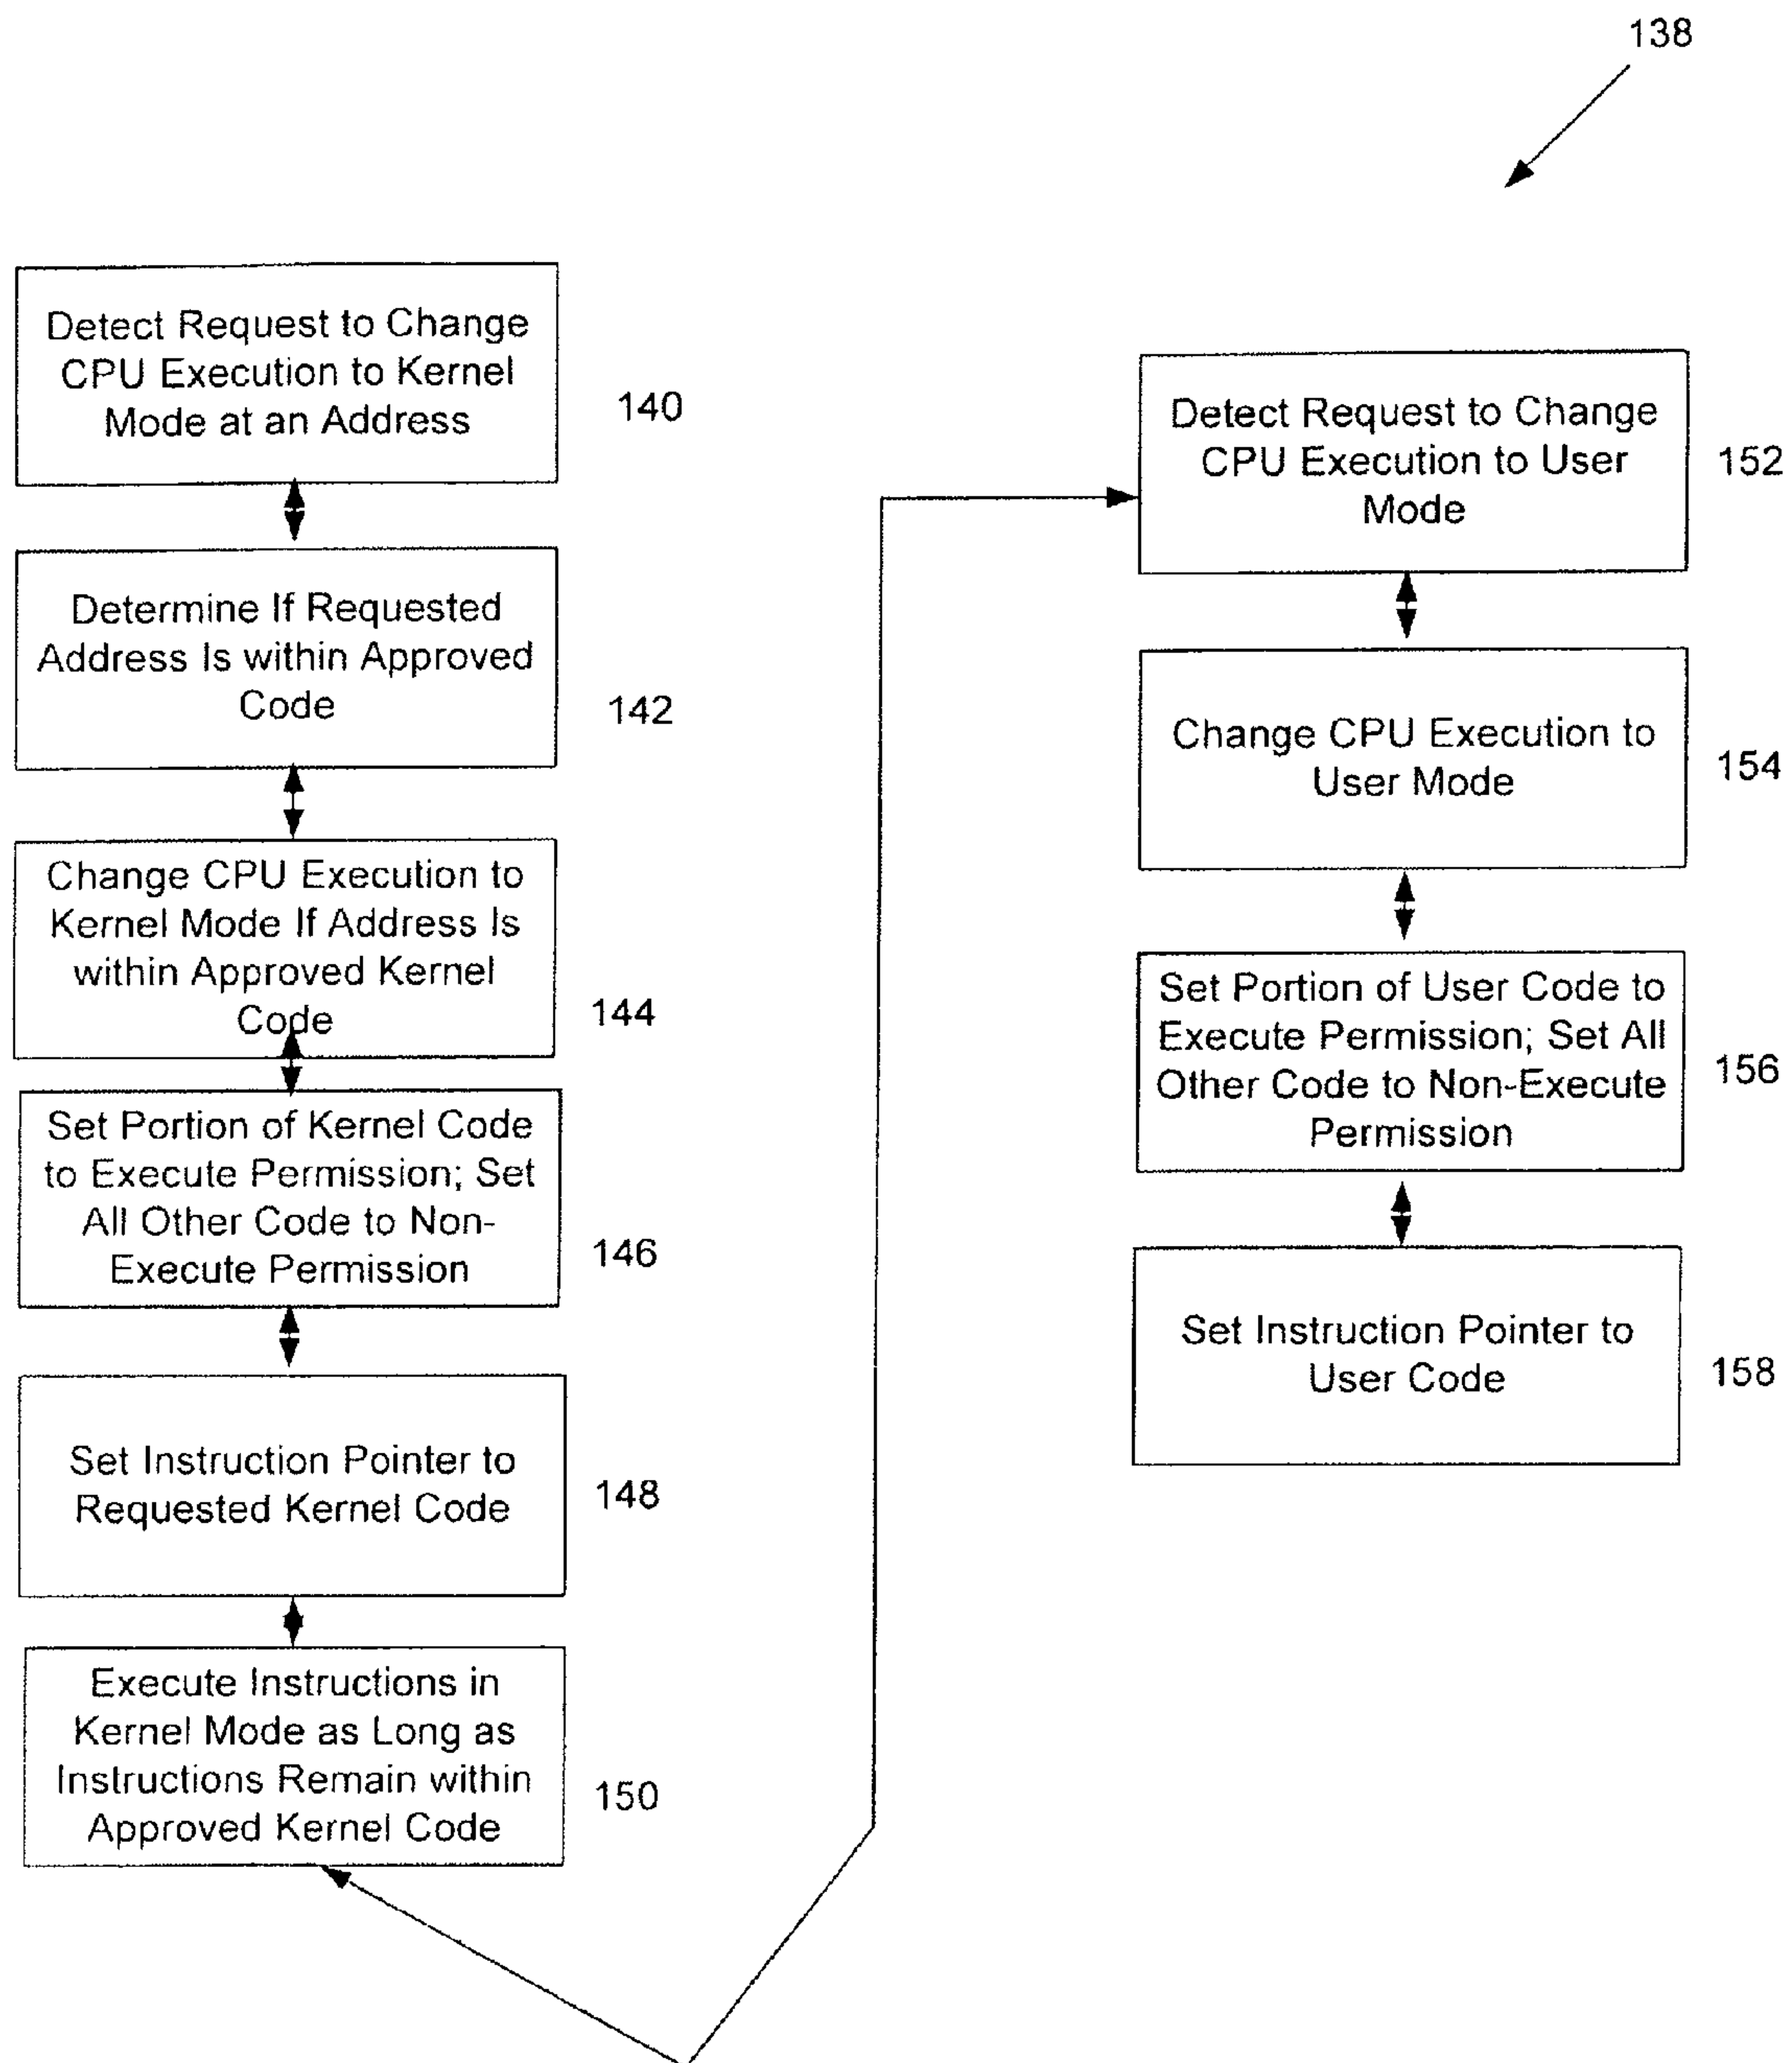 138
Detect Request to Change
CPU Execution to Kernel
Mode at an Address
140
Determine If Requested
Address Is within Approved
Code
142
Change CPU Execution to
Kernel Mode If Address Is
within Approved Kernel
Code
144
Set Portion of Kernel Code
to Execute Permission; Set
All Other Code to Non-
Execute Permission
146
Set Instruction Pointer to
Requested Kernel Code
148
Execute Instructions in
Kernel Mode as Long as
Instructions Remain within
Approved Kernel Code
150
Detect Request to Change
CPU Execution to User
Mode
152
Change CPU Execution to
User Mode
154
Set Portion of User Code to
Execute Permission; Set All
Other Code to Non-Execute
Permission
156
Set Instruction Pointer to
User Code
158